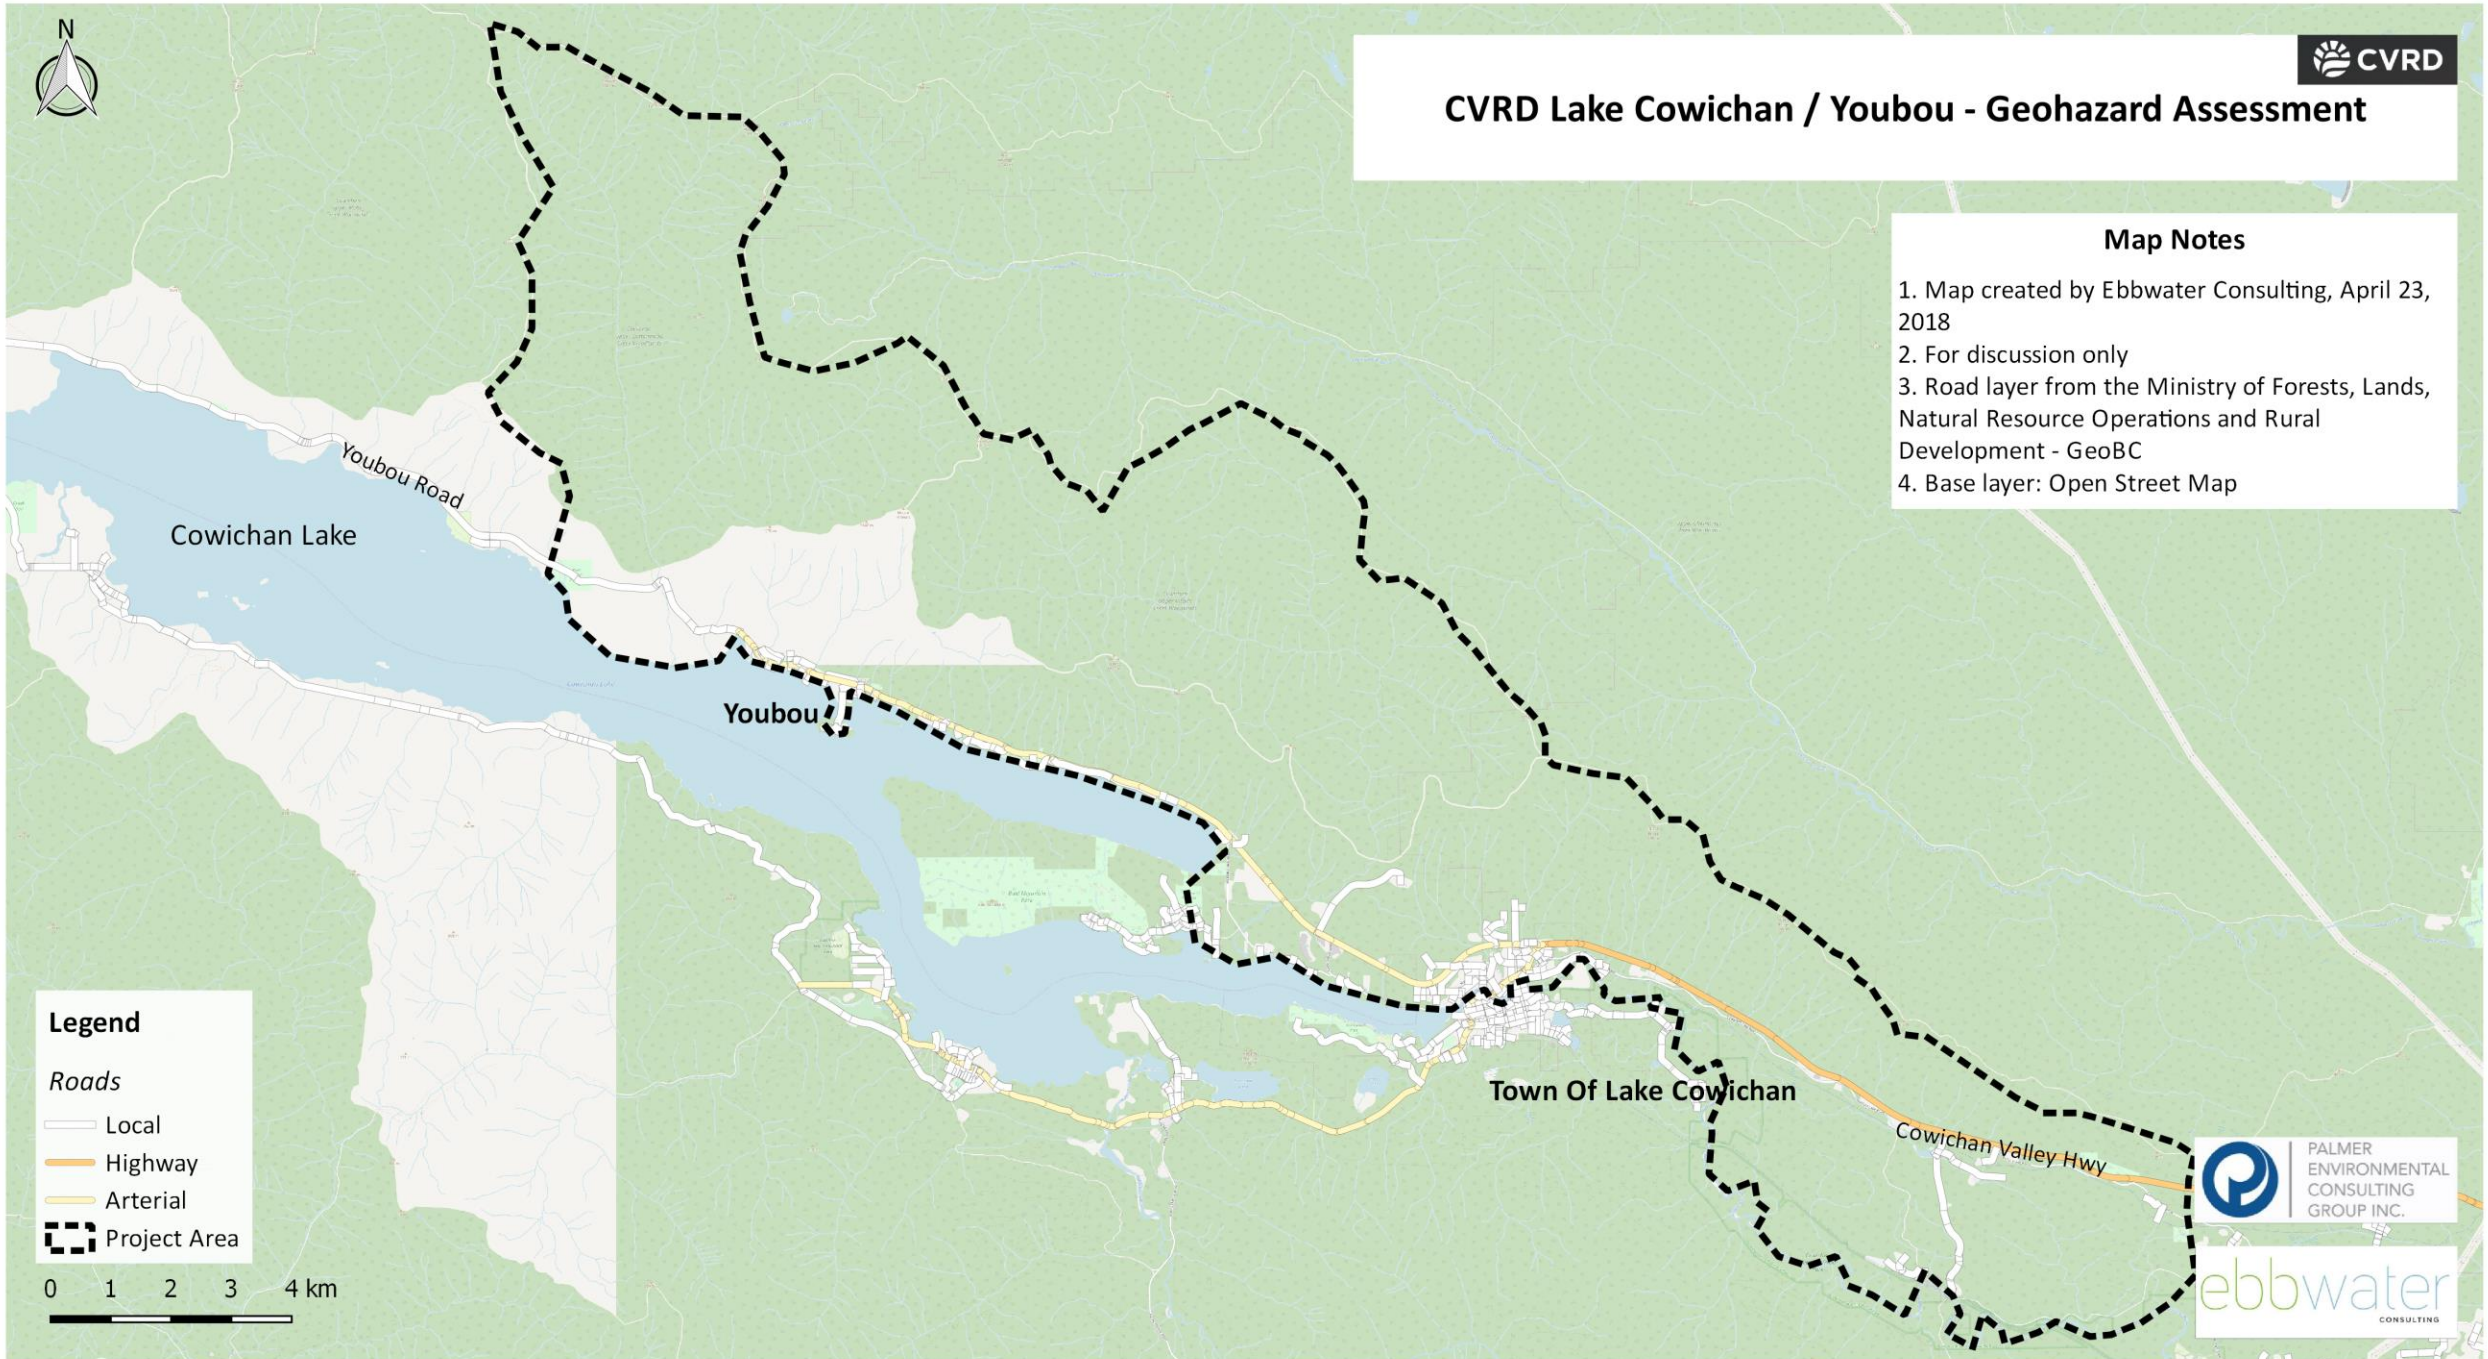 N
CVRD
CVRD Lake Cowichan / Youbou - Geohazard Assessment
Map Notes
1. Map created by Ebbwater Consulting, April 23,
2018
2. For discussion only
3. Road layer from the Ministry of Forests, Lands,
Natural Resource Operations and Rural
Development - GeoBC
4. Base layer: Open Street Map
Youbou Road
Cowichan Lake
Youbou
Town Of Lake Cowichan
Cowichan Valley Hwy
Legend
Roads
Local
Highway
Arterial
Project Area
0 1 2 3 4 km
PALMER
ENVIRONMENTAL
CONSULTING
GROUP INC.
ebbwater
CONSULTING